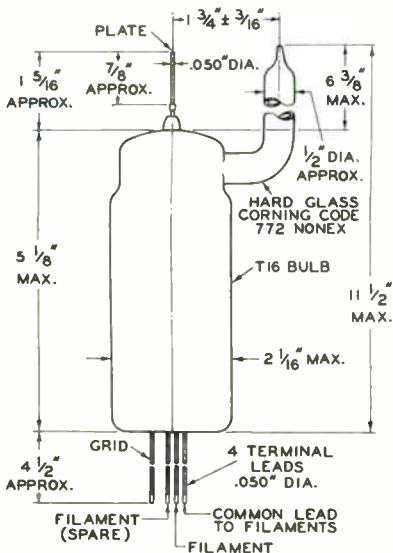 1 3/4" ± 3/16"
PLATE
.050" DIA.
7/8"
APPROX.
1 5/16"
APPROX.
6 3/8"
MAX.
1/2" DIA.
APPROX.
HARD GLASS
CORNING CODE
772 NONEX
5 1/8"
MAX.
T16 BULB
11 1/2"
MAX.
2 1/16" MAX.
GRID
4 1/2"
APPROX.
4 TERMINAL
LEADS
.050" DIA.
FILAMENT
(SPARE)
COMMON LEAD
TO FILAMENTS
FILAMENT